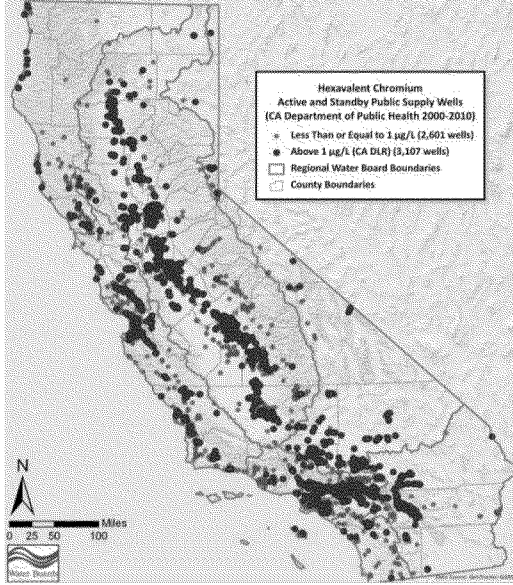 Hexavalent Chromium
Active and Standby Public Supply Wells
(CA Department of Public Health 2000-2010)
Less Than or Equal to 1 µg/L (2,601 wells)
Above 1 µg/L (CA DLR) (3,107 wells)
Regional Water Board Boundaries
County Boundaries
N
Miles
0 25 50 100
Water Boards